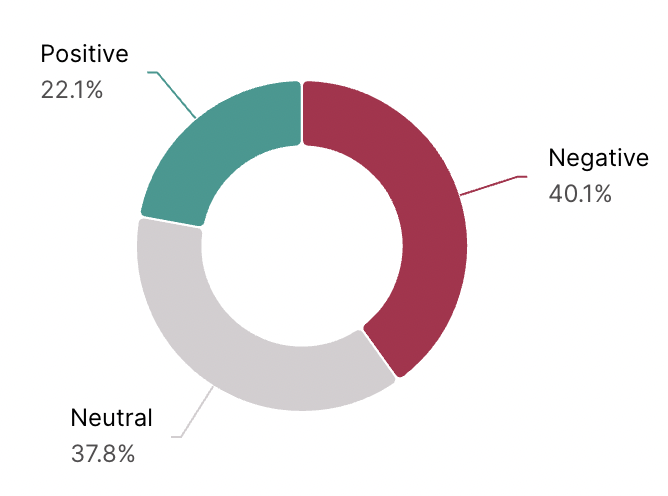 Positive
22.1%
Negative
40.1%
Neutral
37.8%